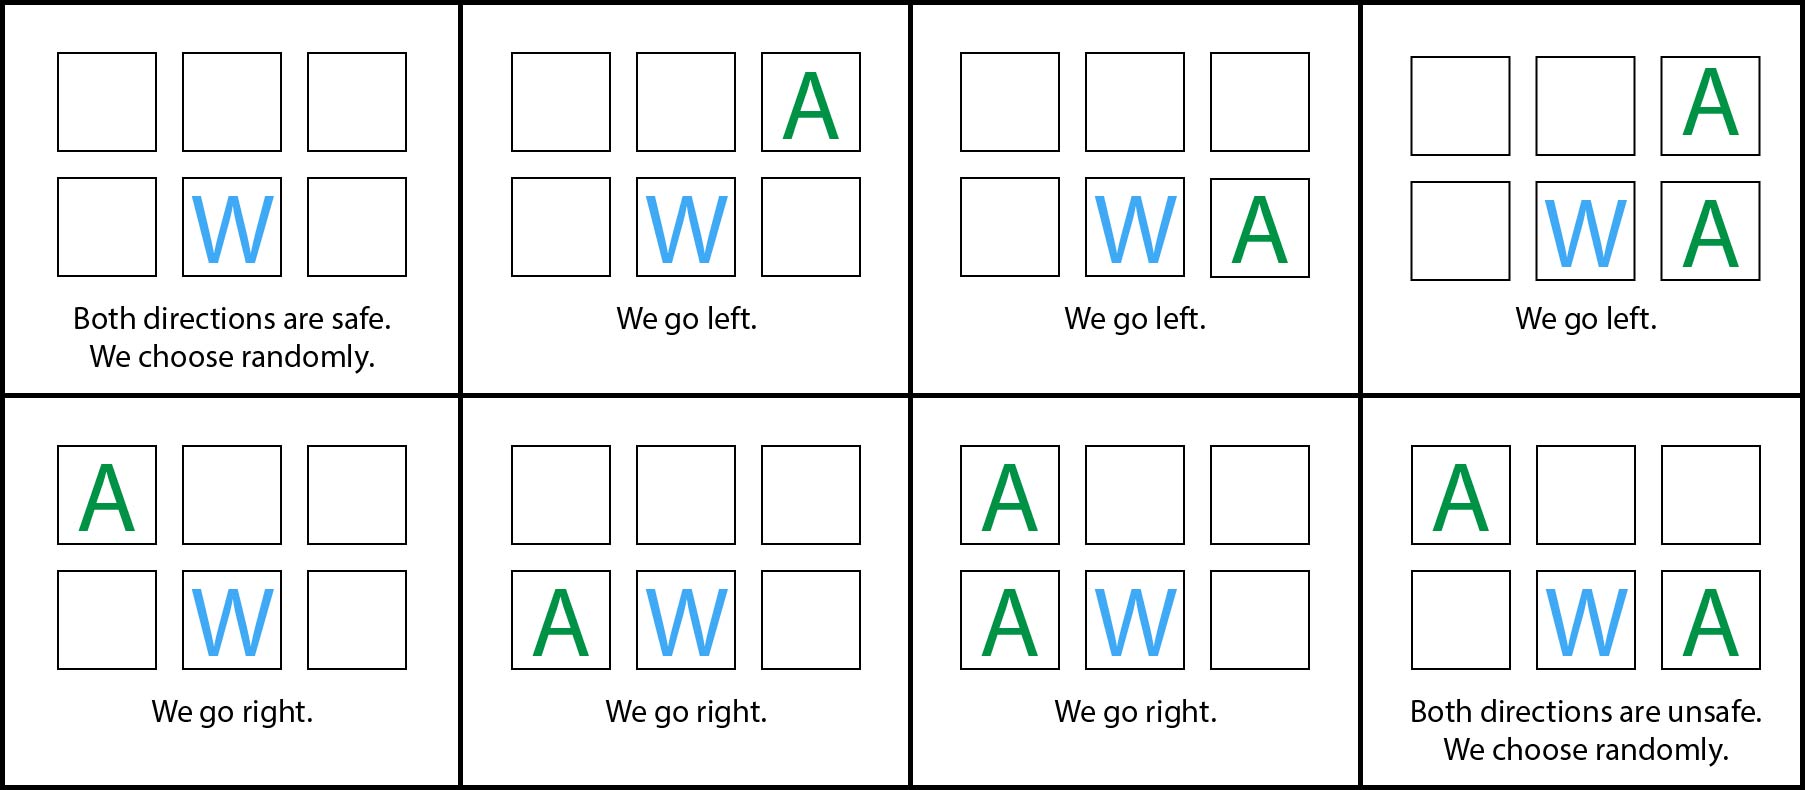 A
A
W
W
W A
W A
Both directions are safe.
We choose randomly.
We go left.
We go left.
We go left.
A
A
A
W
A W
A W
W A
We go right.
We go right.
We go right.
Both directions are unsafe.
We choose randomly.